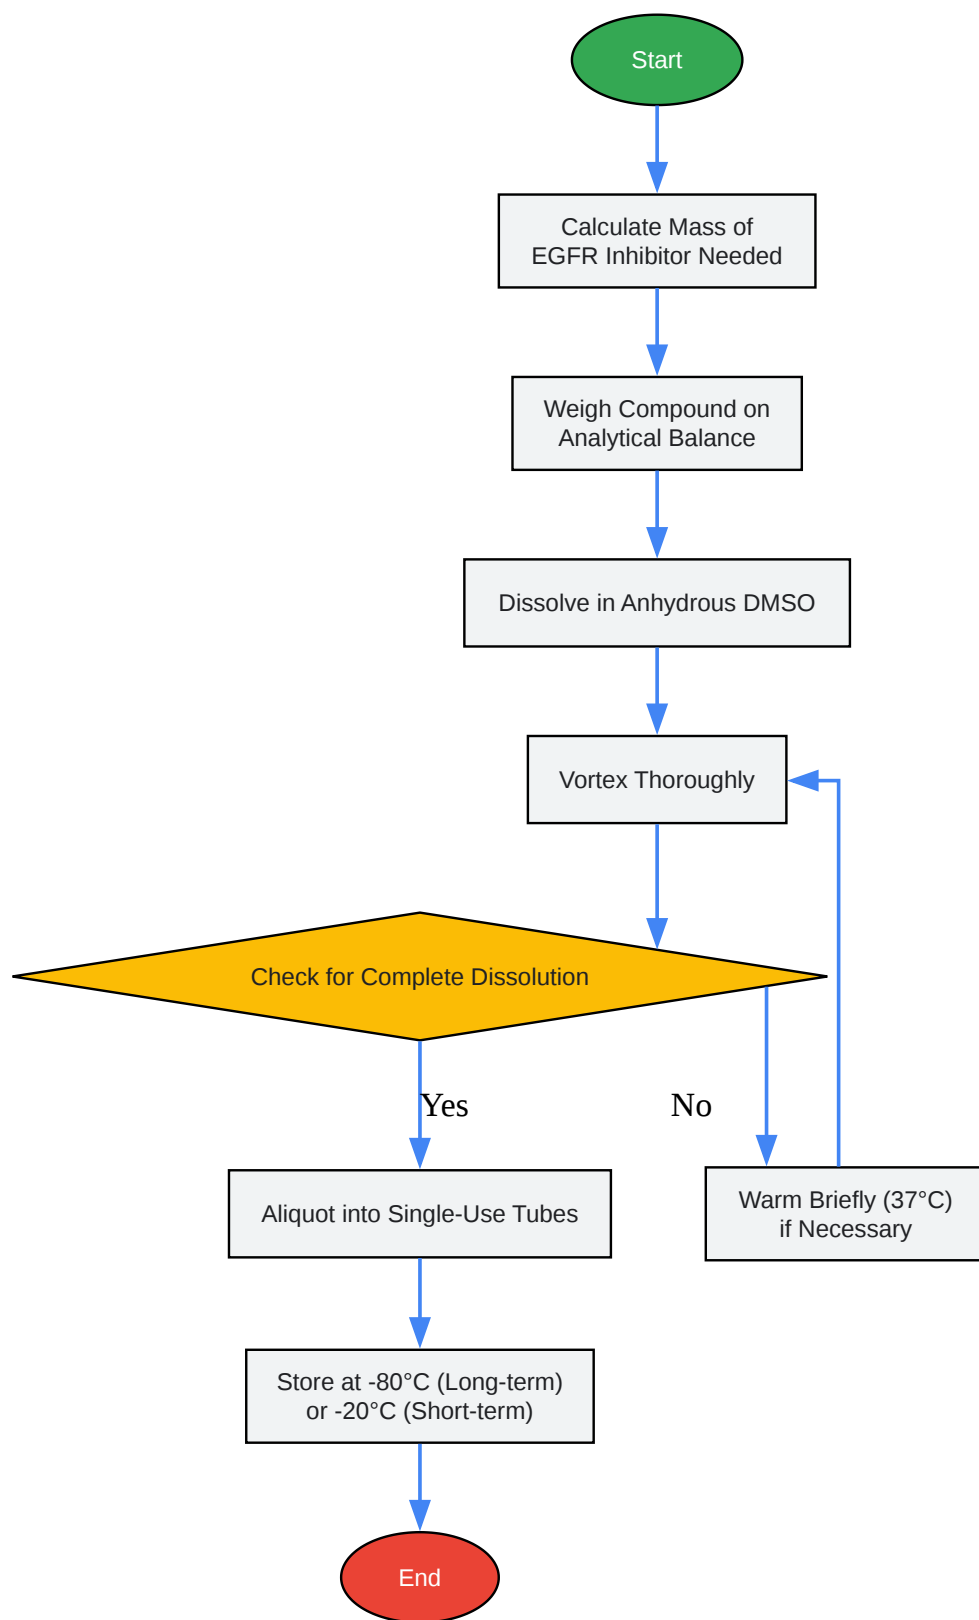 Start
Calculate Mass of
EGFR Inhibitor Needed
Weigh Compound on
Analytical Balance
Dissolve in Anhydrous DMSO
Vortex Thoroughly
Check for Complete Dissolution
Yes
No
Aliquot into Single-Use Tubes
Warm Briefly (37°C)
if Necessary
Store at -80°C (Long-term)
or -20°C (Short-term)
End